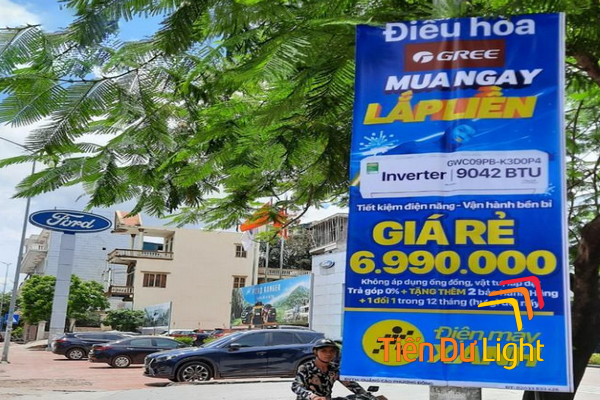 Điều hòa
GREE
MUA NGAY
LẮP LIỀN
GWC09PB-K3D0P4
Inverter 9042 BTU
Tiết kiệm điện năng - Vận hành bền bỉ
GIÁ RẺ
6.990.000
Không áp dụng ống đồng, vật tư
Trả góp 0% + TẶNG THÊM 2
+ 1 đổi 1 trong 12 tháng
Điện máy
Tiến Dư Light
Ford